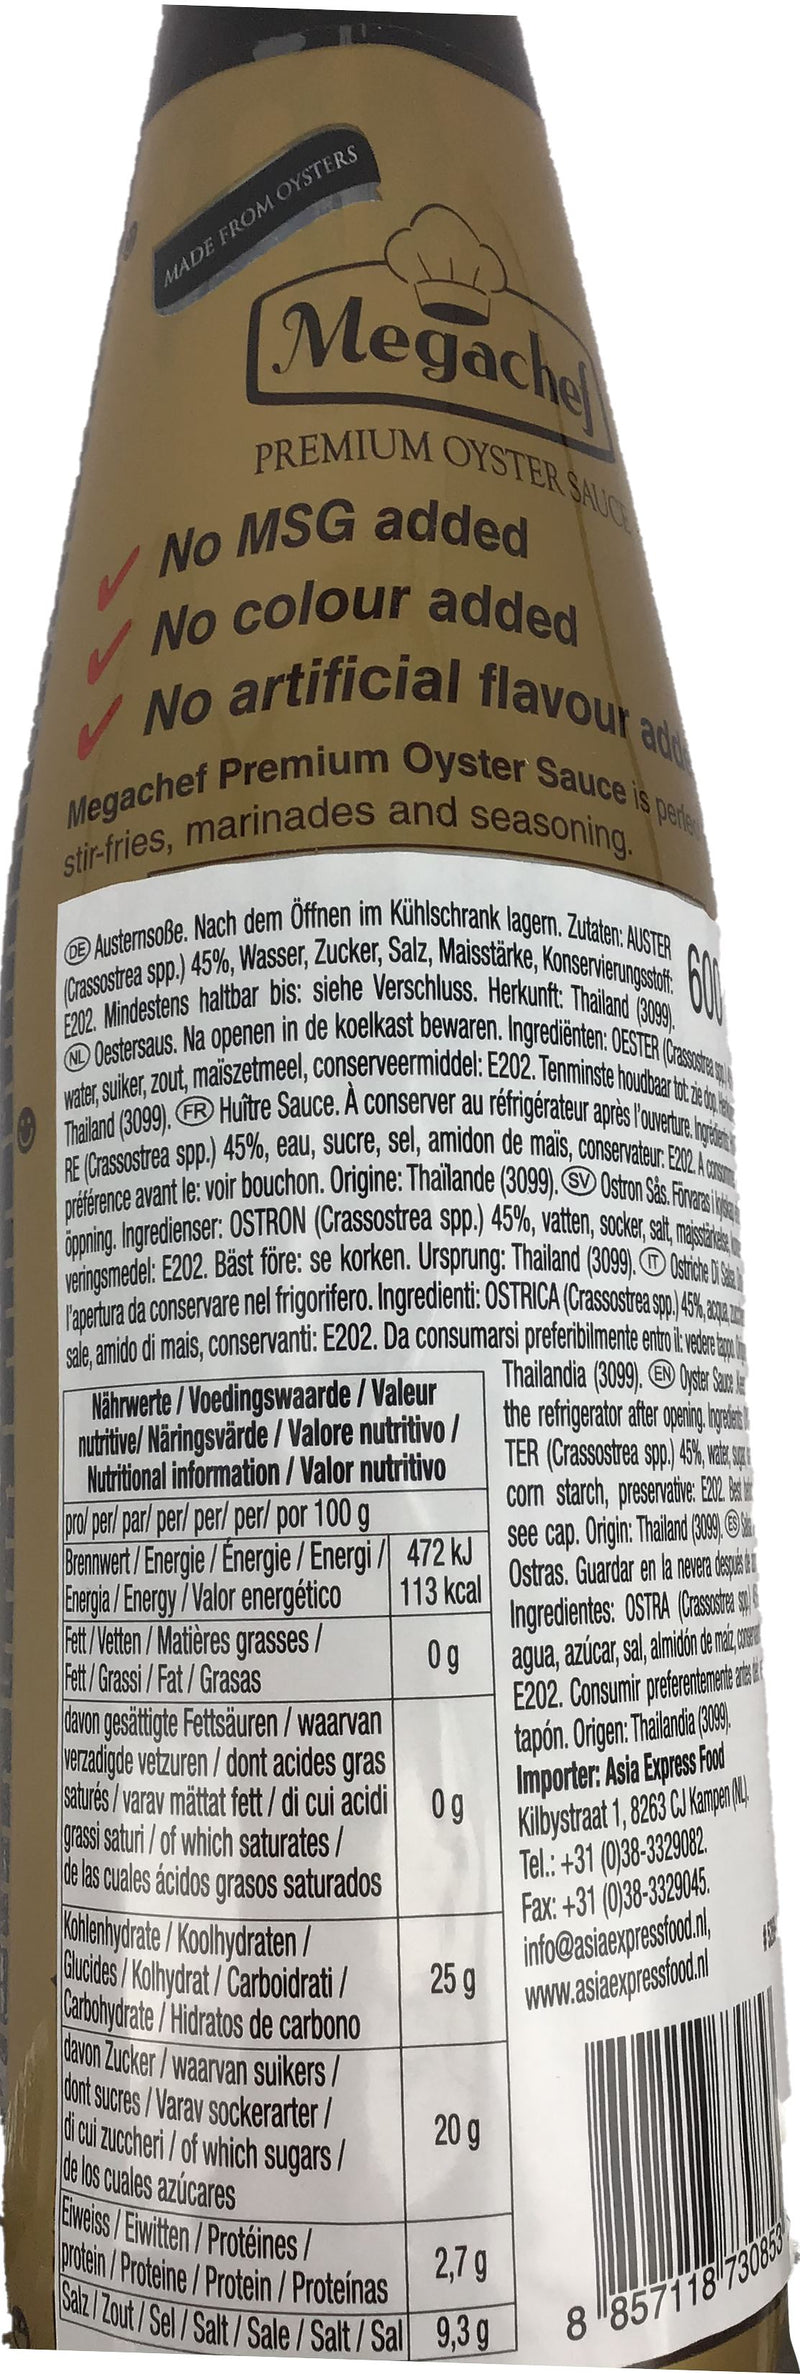 MADE FROM OYSTERS
Megachef
PREMIUM OYSTER SAUCE
No MSG added
No colour added
No artificial flavour
Megachef Premium Oyster Sauce is
stir-fries, marinades and seasoning.
DE Austernsoße. Nach dem Öffnen im Kühlschrank lagern. Zutaten: AUSTER
(Crassostrea spp.) 45%, Wasser, Zucker, Salz, Maisstärke, Konservierungsstoff:
E202. Mindestens haltbar bis: siehe Verschluss. Herkunft: Thailand (3099).
600
NL Oestersaus. Na openen in de koelkast bewaren. Ingrediënten: OESTER (Crassostrea
water, suiker, zout, maïszetmeel, conserveermiddel: E202. Tenminste houdbaar tot: zie dop.
Thailand (3099). FR Huître Sauce. À conserver au réfrigérateur après l'ouverture.
RE (Crassostrea spp.) 45%, eau, sucre, sel, amidon de maïs, conservateur: E202. A
préférence avant le: voir bouchon. Origine: Thaïlande (3099). SV Ostron Sås. Förvaras i
öppning. Ingredienser: OSTRON (Crassostrea spp.) 45%, vatten, socker, salt, majsstärkelse,
veringsmedel: E202. Bäst före: se korken. Ursprung: Thailand (3099). IT Ostriche Di
l'apertura da conservare nel frigorifero. Ingredienti: OSTRICA (Crassostrea spp.) 45%, acqua,
sale, amido di mais, conservanti: E202. Da consumarsi preferibilmente entro il: vedere
Thailandia (3099). EN Oyster Sauce.
the refrigerator after opening. Ingredients:
TER (Crassostrea spp.) 45%, water, sugar,
corn starch, preservative: E202. Best
see cap. Origin: Thailand (3099). ES
Ostras. Guardar en la nevera después de
Ingredientes: OSTRA (Crassostrea spp.)
agua, azúcar, sal, almidón de maíz,
E202. Consumir preferentemente antes
tapón. Origen: Thailandia (3099).
Importer: Asia Express Food
Kilbystraat 1, 8263 CJ Kampen (NL).
Tel.: +31 (0)38-3329082.
Fax: +31 (0)38-3329045.
info@asiaexpressfood.nl,
www.asiaexpressfood.nl
Nährwerte / Voedingswaarde / Valeur
nutritive/ Näringsvärde / Valore nutritivo /
Nutritional information / Valor nutritivo
pro/ per/ par/ per/ per/ per/ por 100 g
Brennwert / Energie / Énergie / Energi / 472 kJ
Energia / Energy / Valor energético 113 kcal
Fett / Vetten / Matières grasses /
Fett / Grassi / Fat / Grasas 0 g
davon gesättigte Fettsäuren / waarvan
verzadigde vetzuren / dont acides gras
saturés / varav mättat fett / di cui acidi 0 g
grassi saturi / of which saturates /
de las cuales ácidos grasos saturados
Kohlenhydrate / Koolhydraten /
Glucides / Kolhydrat / Carboidrati / 25 g
Carbohydrate / Hidratos de carbono
davon Zucker / waarvan suikers /
dont sucres / Varav sockerarter /
di cui zuccheri / of which sugars / 20 g
de los cuales azúcares
Eiweiss / Eiwitten / Protéines /
protein / Proteine / Protein / Proteínas 2,7 g
Salz / Zout / Sel / Salt / Sale / Salt / Sal 9,3 g
8 857118 730853